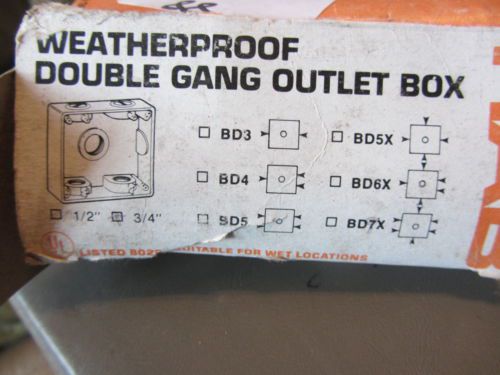 WEATHERPROOF
DOUBLE GANG OUTLET BOX
BD3 BD5X
BD4 BD6X
1/2" 3/4" BD5 BD7X
UL LISTED SUITABLE FOR WET LOCATIONS